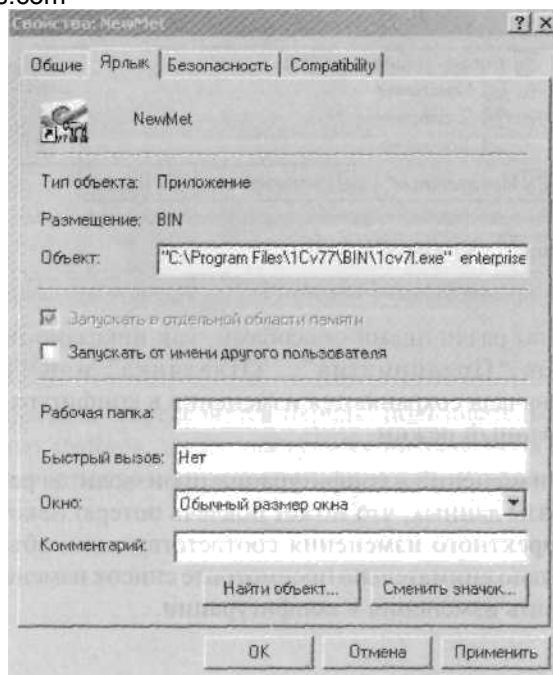 s.com
Свойства: NewMet
Общие Ярлык Безопасность Compatibility
NewMet
Тип объекта: Приложение
Размещение: BIN
Объект: "C:\Program Files\1Cv77\BIN\1cv7l.exe" enterprise
Запускать в отдельной области памяти
Запускать от имени другого пользователя
Рабочая папка:
Быстрый вызов: Нет
Окно: Обычный размер окна
Комментарий:
Найти объект... Сменить значок...
OK Отмена Применить